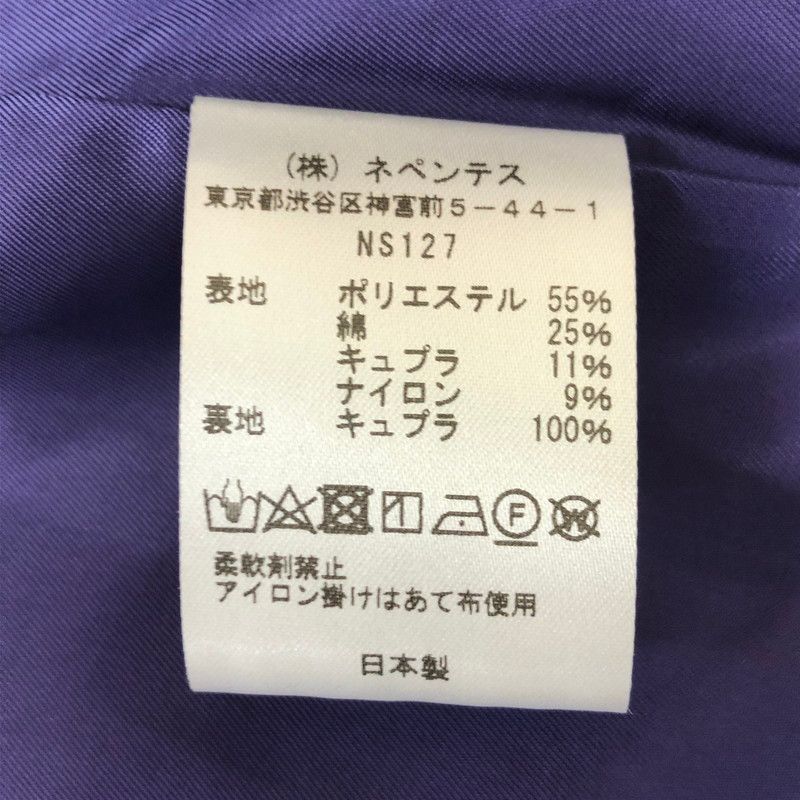 (株) ネペンテス
東京都渋谷区神宮前5-44-1
NS127
表地 ポリエステル 55%
綿 25%
キュプラ 11%
ナイロン 9%
裏地 キュプラ 100%
F W
柔軟剤禁止
アイロン掛けはあて布使用
日本製